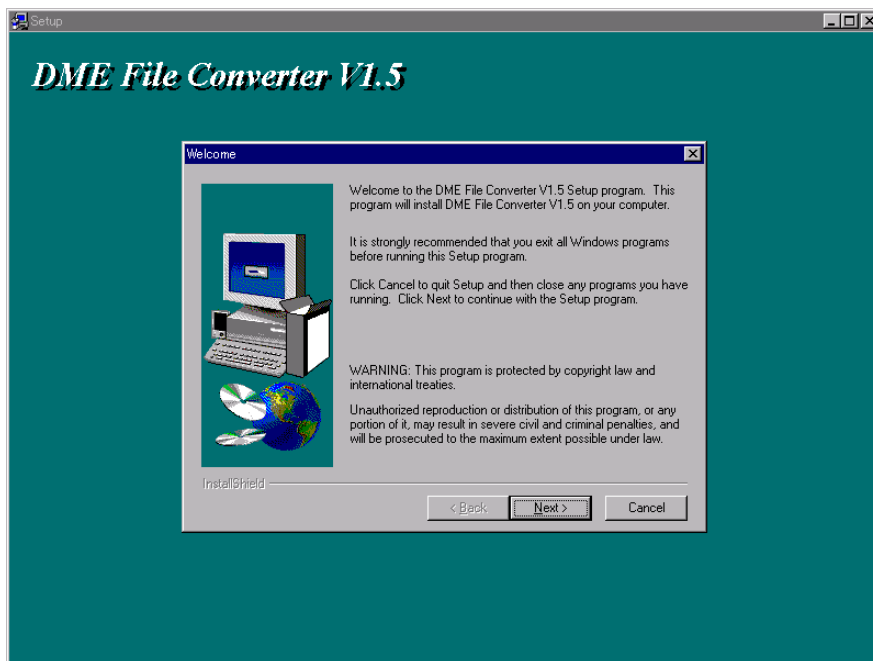 Setup
DME File Converter V1.5
Welcome
Welcome to the DME File Converter V1.5 Setup program.  This
program will install DME File Converter V1.5 on your computer.
It is strongly recommended that you exit all Windows programs
before running this Setup program.
Click Cancel to quit Setup and then close any programs you have
running.  Click Next to continue with the Setup program.
WARNING: This program is protected by copyright law and
international treaties.
Unauthorized reproduction or distribution of this program, or any
portion of it, may result in severe civil and criminal penalties, and
will be prosecuted to the maximum extent possible under law.
InstallShield
< Back
Next >
Cancel